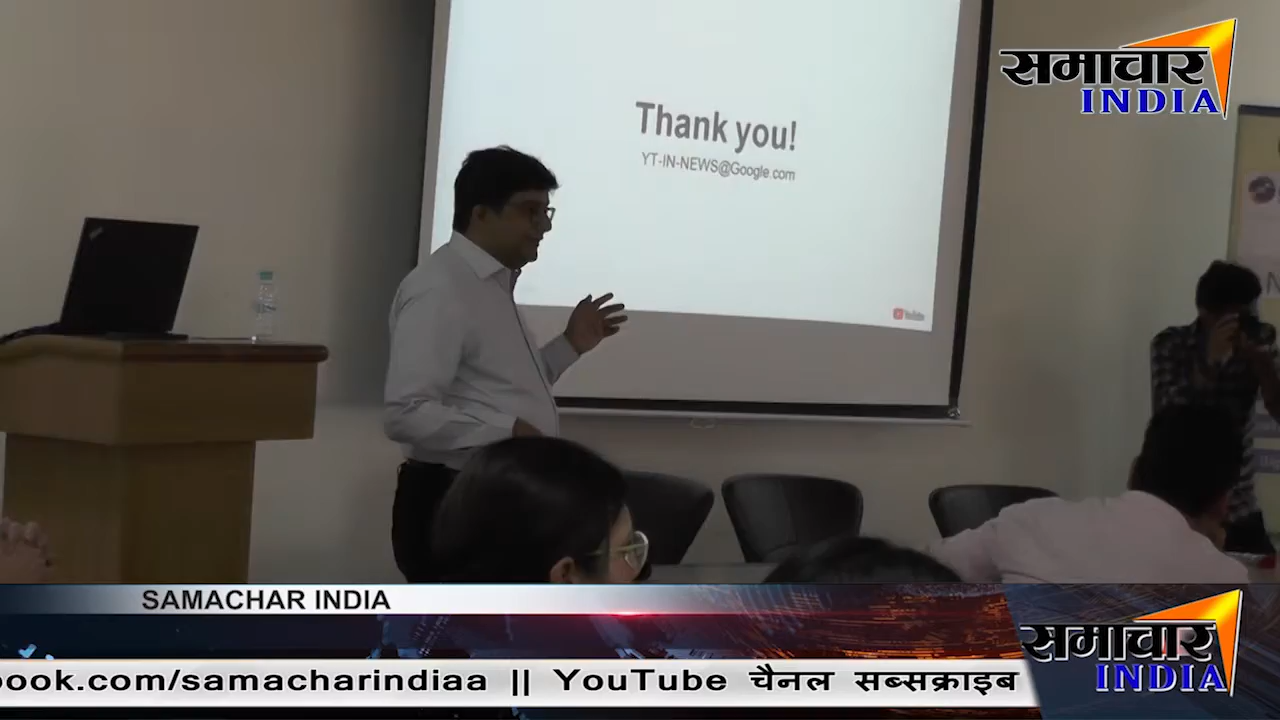 समाचार
INDIA
Thank you!
YT-IN-NEWS@Google.com
YouTube
SAMACHAR INDIA
समाचार
INDIA
ook.com/samacharindiaa || YouTube चैनल सब्सक्राइब